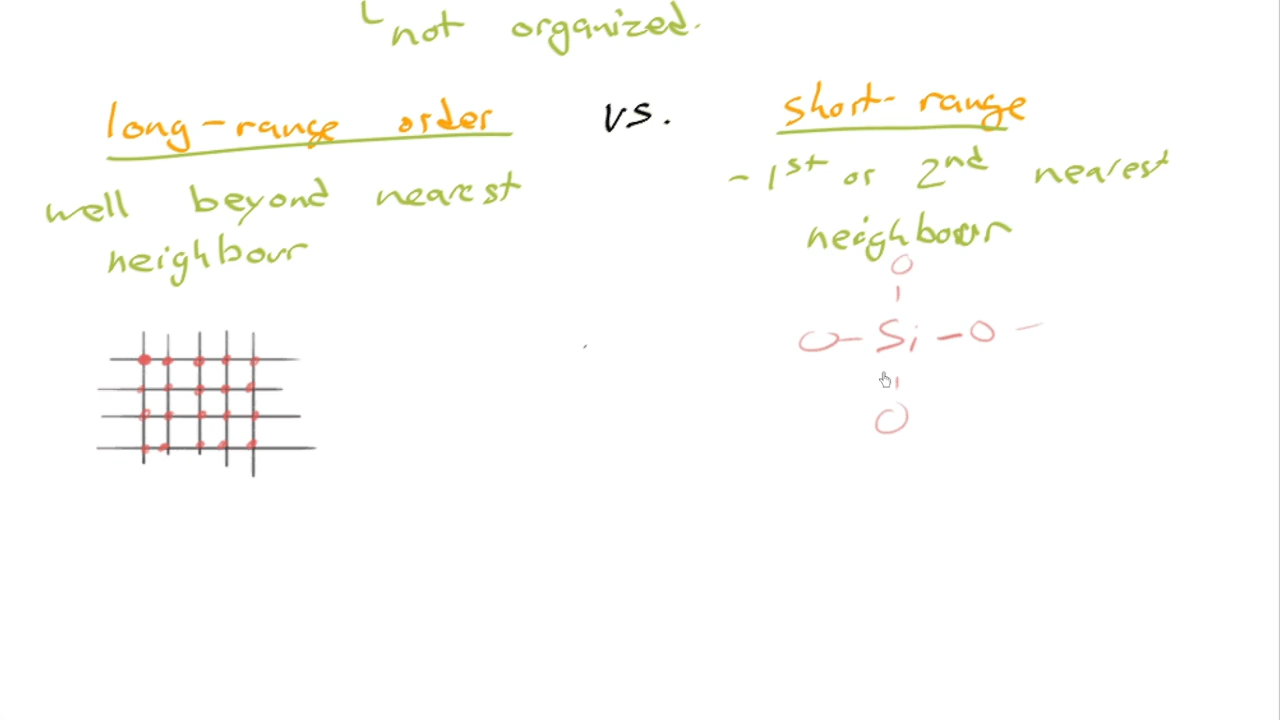 not organized.
long-range order vs. short-range
well beyond nearest
neighbour
- 1st or 2nd nearest
neighbour
O
O-Si-O-
O